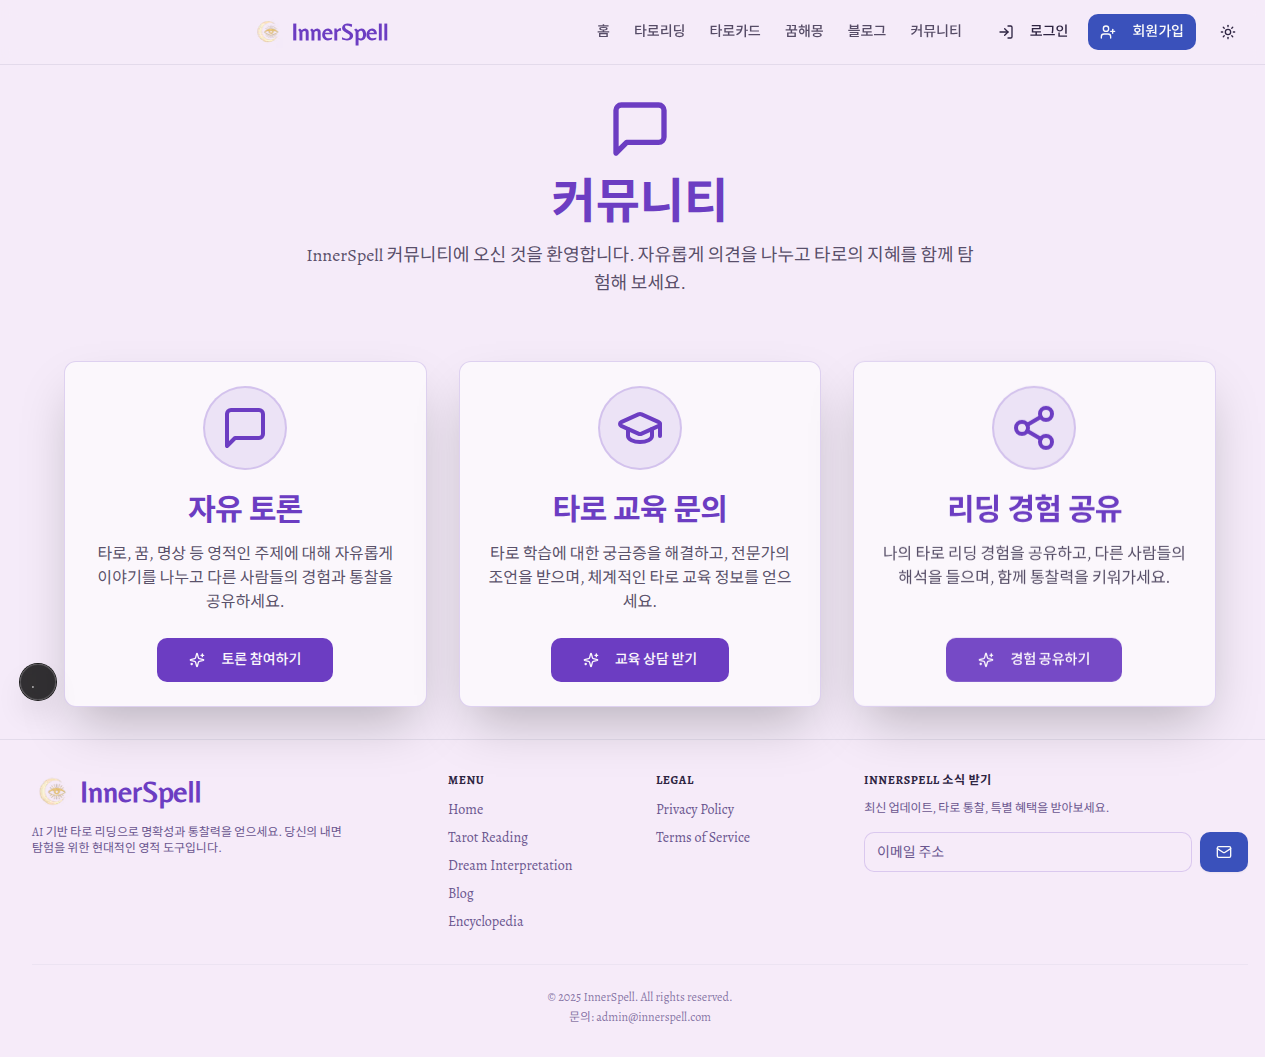 InnerSpell
홈
타로리딩
타로카드
꿈해몽
블로그
커뮤니티
로그인
회원가입
커뮤니티
InnerSpell 커뮤니티에 오신 것을 환영합니다. 자유롭게 의견을 나누고 타로의 지혜를 함께 탐
험해 보세요.
자유 토론
타로, 꿈, 명상 등 영적인 주제에 대해 자유롭게
이야기를 나누고 다른 사람들의 경험과 통찰을
공유하세요.
토론 참여하기
타로 교육 문의
타로 학습에 대한 궁금증을 해결하고, 전문가의
조언을 받으며, 체계적인 타로 교육 정보를 얻으
세요.
교육 상담 받기
리딩 경험 공유
나의 타로 리딩 경험을 공유하고, 다른 사람들의
해석을 들으며, 함께 통찰력을 키워가세요.
경험 공유하기
InnerSpell
AI 기반 타로 리딩으로 명확성과 통찰력을 얻으세요. 당신의 내면
탐험을 위한 현대적인 영적 도구입니다.
MENU
Home
Tarot Reading
Dream Interpretation
Blog
Encyclopedia
LEGAL
Privacy Policy
Terms of Service
INNERSPELL 소식 받기
최신 업데이트, 타로 통찰, 특별 혜택을 받아보세요.
이메일 주소
© 2025 InnerSpell. All rights reserved.
문의: admin@innerspell.com